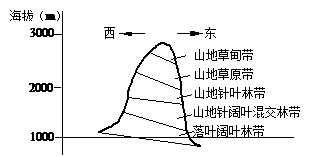 海拔（m）
3000
西 东
山地草甸带
山地草原带
2000
山地针叶林带
山地针阔叶混交林带
落叶阔叶林带
1000